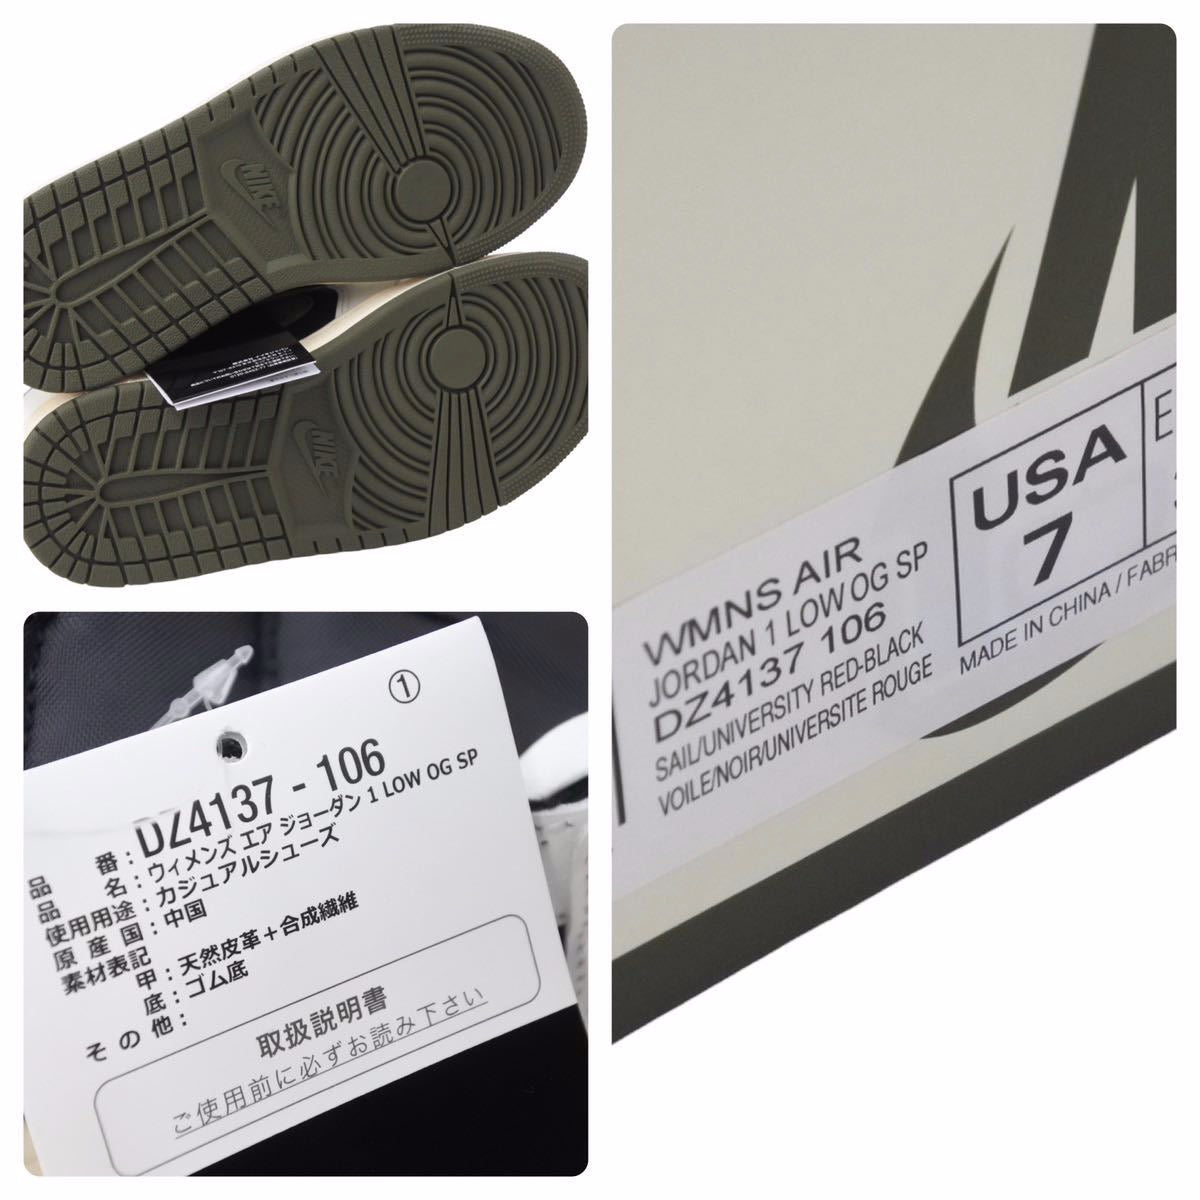 NIKE
NIKE
WMNS AIR
JORDAN 1 LOW OG SP
DZ4137 106
SAIL/UNIVERSITY RED-BLACK
VOILE/NOIR/UNIVERSITE ROUGE
USA
7
MADE IN CHINA / FABR
①
品 番 : DZ4137 - 106
品 名 : ウィメンズ エア ジョーダン 1 LOW OG SP
使用用途 : カジュアルシューズ
原 産 国 : 中国
素材表記
甲 : 天然皮革+合成繊維
底 : ゴム底
そ の 他 :
取扱説明書
ご使用前に必ずお読み下さい